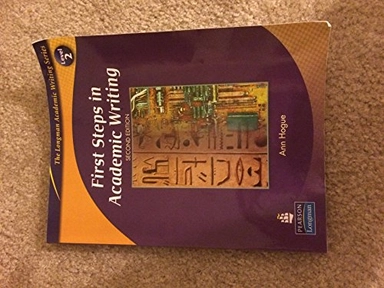 The Longman Academic Writing Series
Level
2
First Steps in
Academic Writing
SECOND EDITION
Ann Hogue
PEARSON
Longman